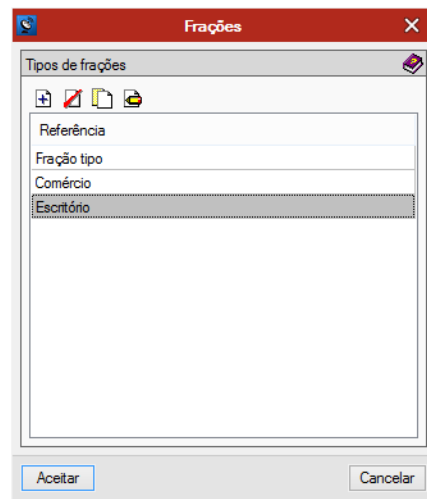 Frações
Tipos de frações
Referência
Fração tipo
Comércio
Escritório
Aceitar
Cancelar